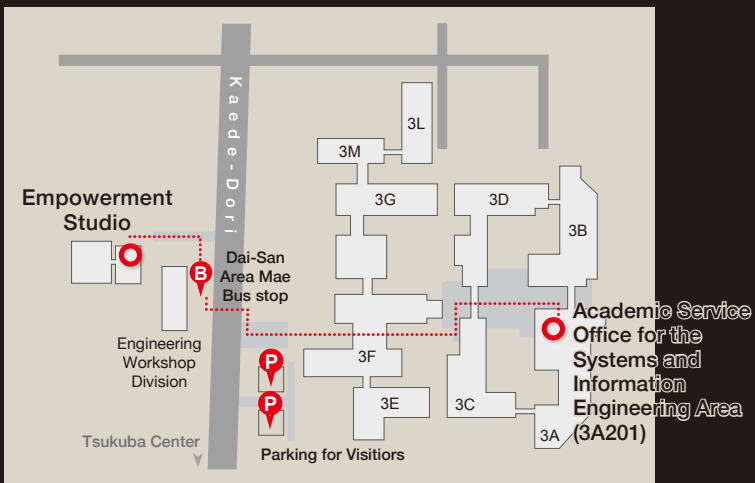 Kaede-Dori
3L
3M
3G
3D
3B
Empowerment
Studio
B
Dai-San
Area Mae
Bus stop
Engineering
Workshop
Division
P
P
3F
3E
3C
3A
Academic Service
Office for the
Systems and
Information
Engineering Area
(3A201)
Tsukuba Center
Parking for Visitiors